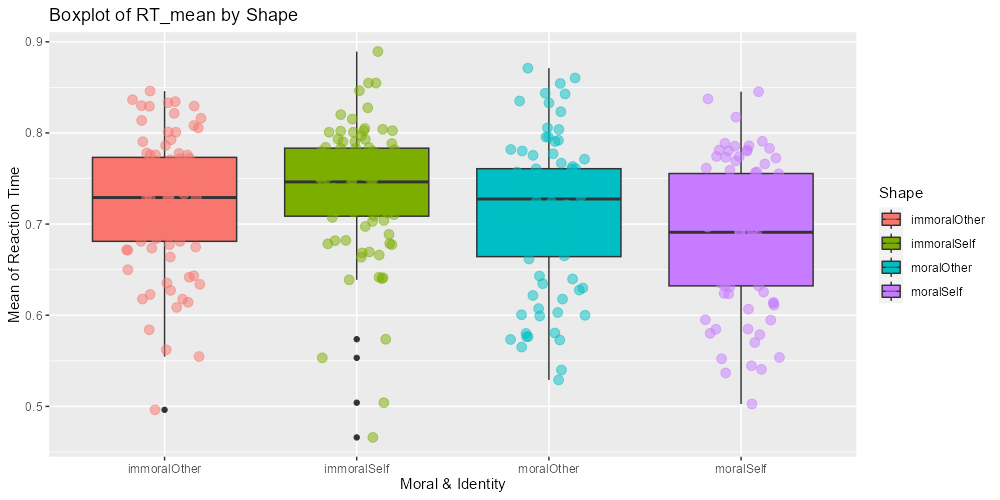 Boxplot of RT_mean by Shape
0.9
0.8
0.7
0.6
0.5
Mean of Reaction Time
immoralOther
immoralSelf
moralOther
moralSelf
Moral & Identity
Shape
immoralOther
immoralSelf
moralOther
moralSelf